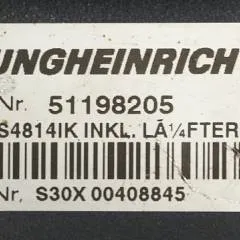 UNGHEINRICH
Nr. 51198205
S4814IK INKL. LÃ¼FTER
Nr. S30X 00408845